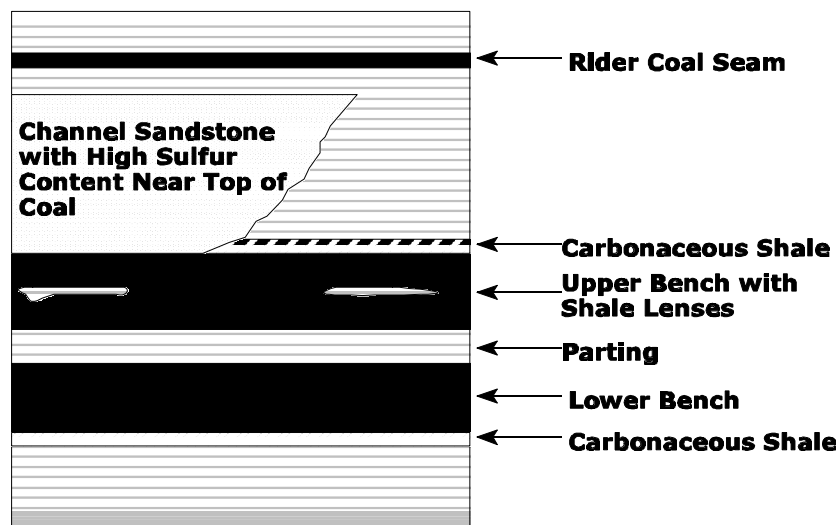 Rider Coal Seam
Channel Sandstone
with High Sulfur
Content Near Top of
Coal
Carbonaceous Shale
Upper Bench with
Shale Lenses
Parting
Lower Bench
Carbonaceous Shale